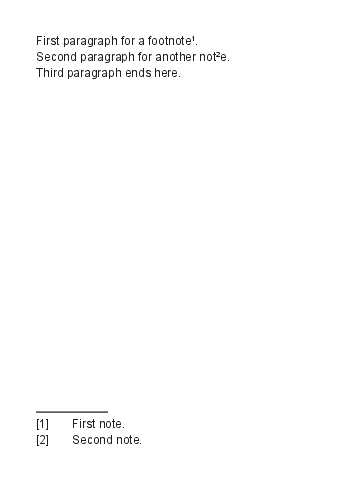 First paragraph for a footnote¹.
Second paragraph for another not²e.
Third paragraph ends here.
[1] First note.
[2] Second note.